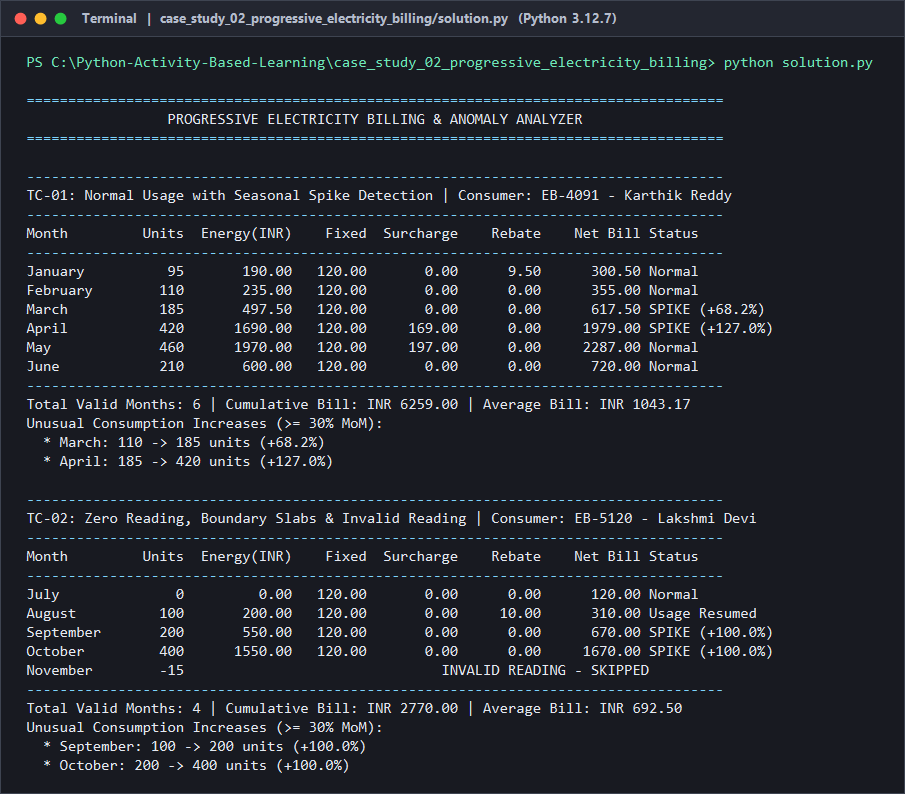 Terminal | case_study_02_progressive_electricity_billing/solution.py (Python 3.12.7)
PS C:\Python-Activity-Based-Learning\case_study_02_progressive_electricity_billing> python solution.py
====================================================================================
PROGRESSIVE ELECTRICITY BILLING & ANOMALY ANALYZER
====================================================================================
------------------------------------------------------------------------------------
TC-01: Normal Usage with Seasonal Spike Detection | Consumer: EB-4091 - Karthik Reddy
------------------------------------------------------------------------------------
Month         Units  Energy(INR)    Fixed  Surcharge    Rebate    Net Bill Status
------------------------------------------------------------------------------------
January          95       190.00   120.00       0.00      9.50      300.50 Normal
February        110       235.00   120.00       0.00      0.00      355.00 Normal
March           185       497.50   120.00       0.00      0.00      617.50 SPIKE (+68.2%)
April           420      1690.00   120.00     169.00      0.00     1979.00 SPIKE (+127.0%)
May             460      1970.00   120.00     197.00      0.00     2287.00 Normal
June            210       600.00   120.00       0.00      0.00      720.00 Normal
------------------------------------------------------------------------------------
Total Valid Months: 6 | Cumulative Bill: INR 6259.00 | Average Bill: INR 1043.17
Unusual Consumption Increases (>= 30% MoM):
  * March: 110 -> 185 units (+68.2%)
  * April: 185 -> 420 units (+127.0%)
------------------------------------------------------------------------------------
TC-02: Zero Reading, Boundary Slabs & Invalid Reading | Consumer: EB-5120 - Lakshmi Devi
------------------------------------------------------------------------------------
Month         Units  Energy(INR)    Fixed  Surcharge    Rebate    Net Bill Status
------------------------------------------------------------------------------------
July              0         0.00   120.00       0.00      0.00      120.00 Normal
August          100       200.00   120.00       0.00     10.00      310.00 Usage Resumed
September       200       550.00   120.00       0.00      0.00      670.00 SPIKE (+100.0%)
October         400      1550.00   120.00       0.00      0.00     1670.00 SPIKE (+100.0%)
November        -15                               INVALID READING - SKIPPED
------------------------------------------------------------------------------------
Total Valid Months: 4 | Cumulative Bill: INR 2770.00 | Average Bill: INR 692.50
Unusual Consumption Increases (>= 30% MoM):
  * September: 100 -> 200 units (+100.0%)
  * October: 200 -> 400 units (+100.0%)